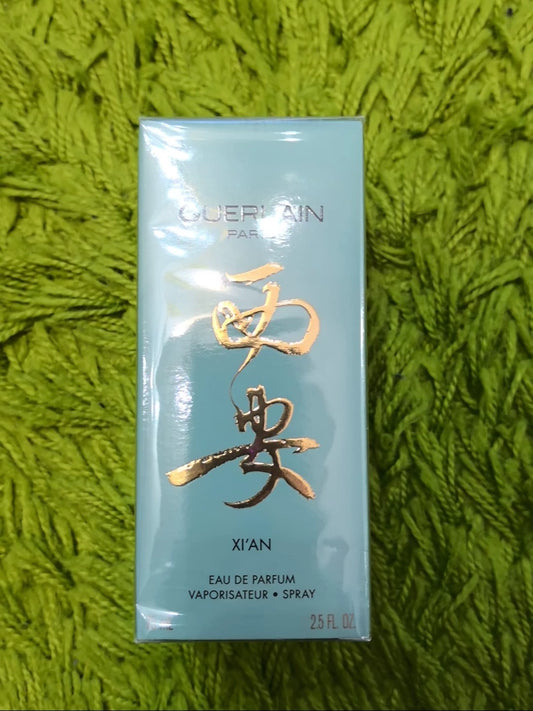 GUERLAIN
PARIS
西
安
XI'AN
EAU DE PARFUM
VAPORISATEUR • SPRAY
2.5 FL. OZ.